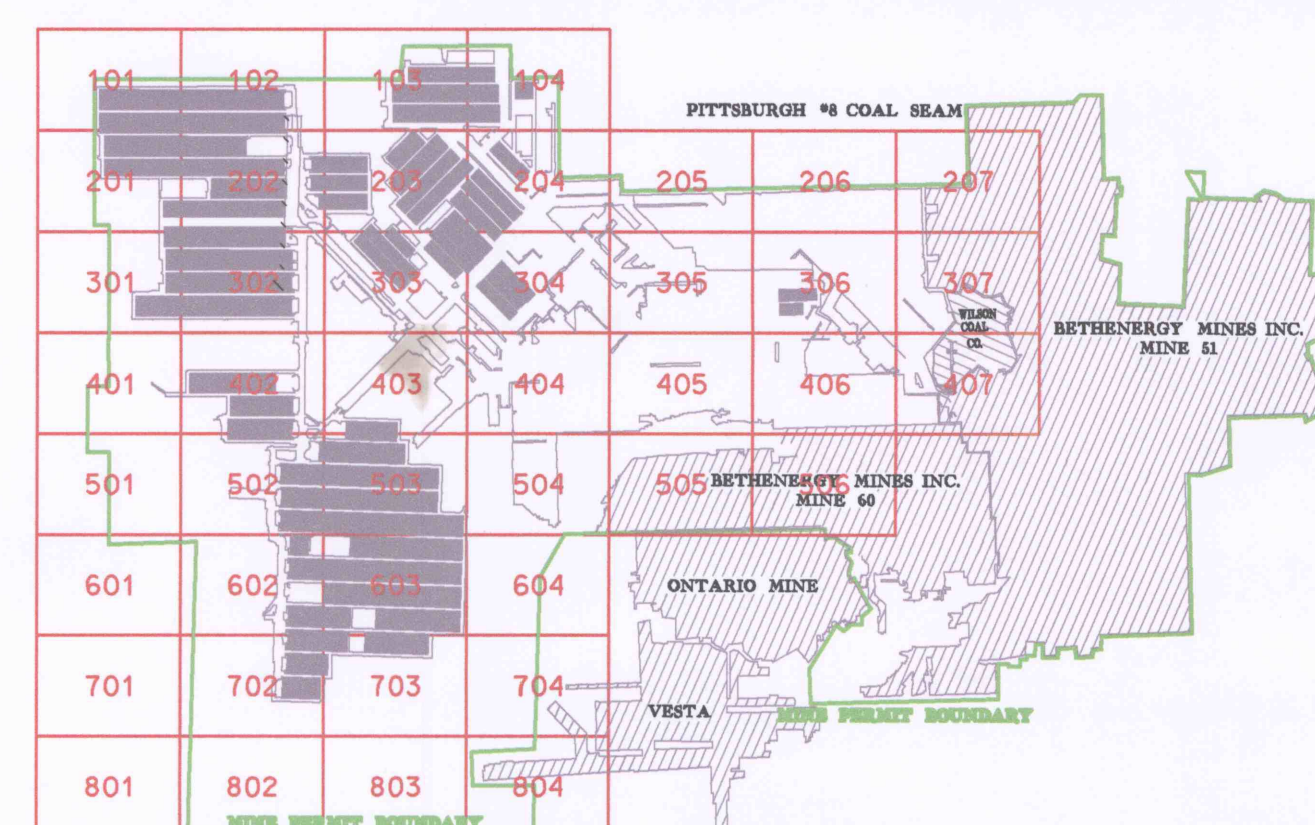 101 102 103 104
PITTSBURGH #8 COAL SEAM
201 202 203 204 205 206 207
301 302 303 304 305 306 307
WILSON
COAL
CO.
BETHENERGY MINES INC.
MINE 51
401 402 403 404 405 406 407
501 502 503 504 505 506
BETHENERGY MINES INC.
MINE 60
601 602 603 604
ONTARIO MINE
701 702 703 704
VESTA
MINE PERMIT BOUNDARY
801 802 803 804
MINE PERMIT BOUNDARY